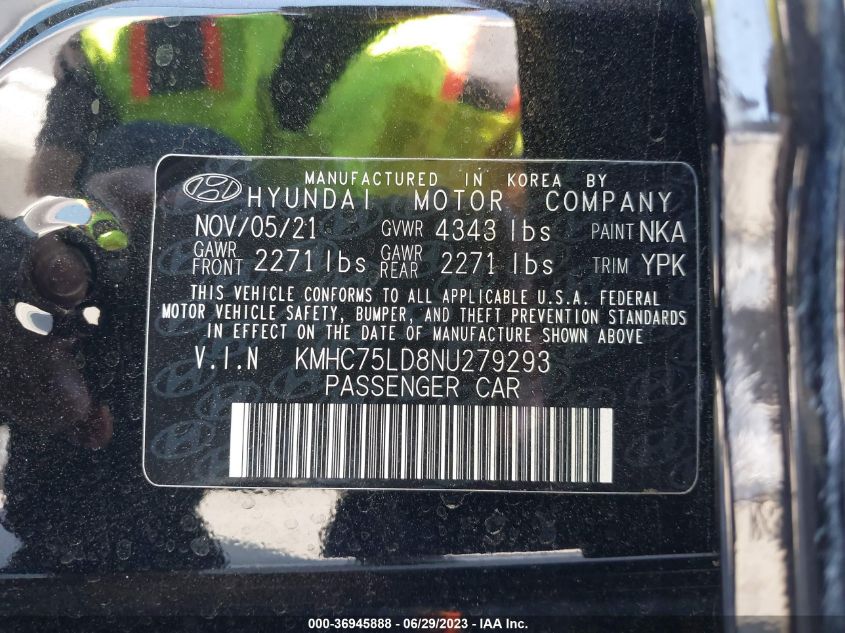 MANUFACTURED IN KOREA BY
HYUNDAI MOTOR COMPANY
NOV/05/21 GVWR 4343 lbs PAINT NKA
GAWR FRONT 2271 lbs GAWR REAR 2271 lbs TRIM YPK
THIS VEHICLE CONFORMS TO ALL APPLICABLE U.S.A. FEDERAL
MOTOR VEHICLE SAFETY, BUMPER, AND THEFT PREVENTION STANDARDS
IN EFFECT ON THE DATE OF MANUFACTURE SHOWN ABOVE
V.I.N KMHC75LD8NU279293
PASSENGER CAR
© 36945888 - 06/29/2023 - IAA Inc.